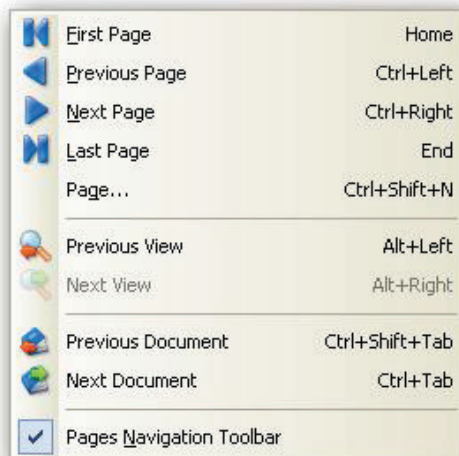 First Page Home
Previous Page Ctrl+Left
Next Page Ctrl+Right
Last Page End
Page... Ctrl+Shift+N
Previous View Alt+Left
Next View Alt+Right
Previous Document Ctrl+Shift+Tab
Next Document Ctrl+Tab
Pages Navigation Toolbar